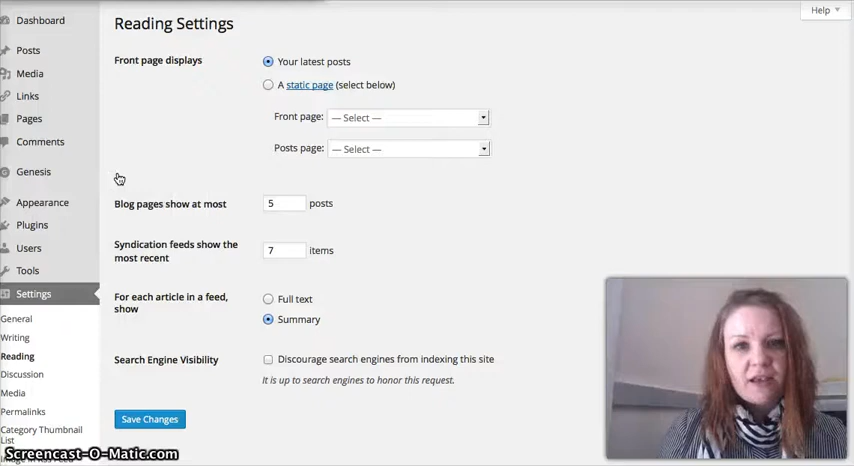 Dashboard
Posts
Media
Links
Pages
Comments
Genesis
Appearance
Plugins
Users
Tools
Settings
General
Writing
Reading
Discussion
Media
Permalinks
Category Thumbnail
List
Help
Reading Settings
Front page displays
Your latest posts
A static page (select below)
Front page: — Select —
Posts page: — Select —
Blog pages show at most 5 posts
Syndication feeds show the
most recent
7 items
For each article in a feed,
show
Full text
Summary
Search Engine Visibility
Discourage search engines from indexing this site
It is up to search engines to honor this request.
Save Changes
Screencast-O-Matic.com